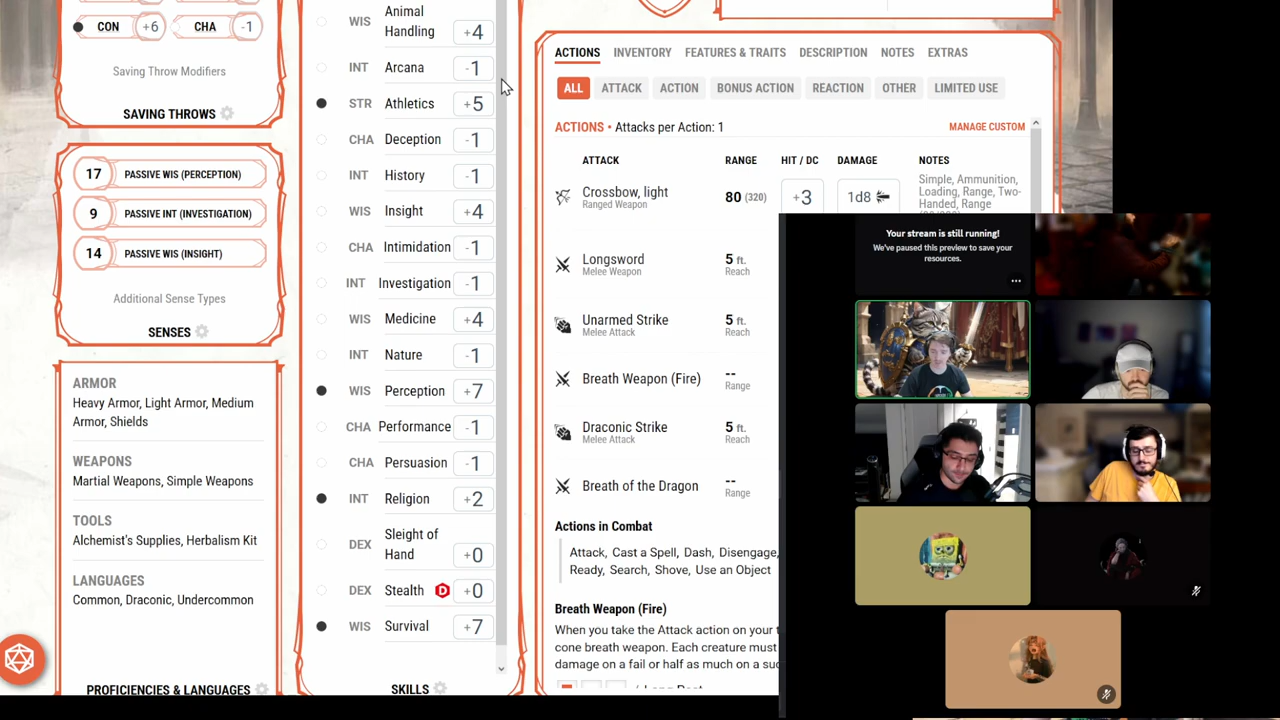 CON +6 CHA -1
Saving Throw Modifiers
SAVING THROWS
17 PASSIVE WIS (PERCEPTION)
9 PASSIVE INT (INVESTIGATION)
14 PASSIVE WIS (INSIGHT)
Additional Sense Types
SENSES
ARMOR
Heavy Armor, Light Armor, Medium
Armor, Shields
WEAPONS
Martial Weapons, Simple Weapons
TOOLS
Alchemist's Supplies, Herbalism Kit
LANGUAGES
Common, Draconic, Undercommon
PROFICIENCIES & LANGUAGES
WIS Animal
Handling +4
INT Arcana -1
STR Athletics +5
CHA Deception -1
INT History -1
WIS Insight +4
CHA Intimidation -1
INT Investigation -1
WIS Medicine +4
INT Nature -1
WIS Perception +7
CHA Performance -1
CHA Persuasion -1
INT Religion +2
DEX Sleight of
Hand +0
DEX Stealth D +0
WIS Survival +7
SKILLS
ACTIONS INVENTORY FEATURES & TRAITS DESCRIPTION NOTES EXTRAS
ALL ATTACK ACTION BONUS ACTION REACTION OTHER LIMITED USE
ACTIONS • Attacks per Action: 1 MANAGE CUSTOM
ATTACK RANGE HIT / DC DAMAGE NOTES
Crossbow, light
Ranged Weapon
80 (320) +3 1d8
Simple, Ammunition,
Loading, Range, Two-
Handed, Range
Longsword
Melee Weapon
5 ft.
Reach
Unarmed Strike
Melee Attack
5 ft.
Reach
Breath Weapon (Fire)
--
Range
Draconic Strike
Melee Attack
5 ft.
Reach
Breath of the Dragon
--
Range
Actions in Combat
Attack, Cast a Spell, Dash, Disengage,
Ready, Search, Shove, Use an Object
Breath Weapon (Fire)
When you take the Attack action on your
cone breath weapon. Each creature must
damage on a fail or half as much on a
/ Long Rest
Your stream is still running!
We've paused this preview to save your
resources.